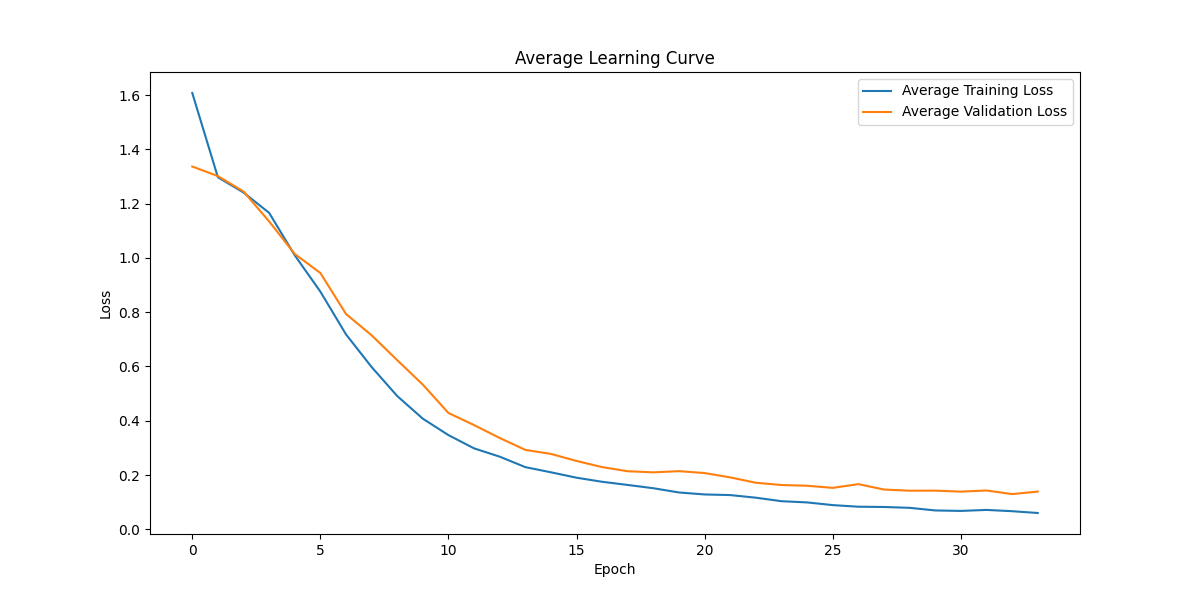 Average Learning Curve
Average Training Loss
Average Validation Loss
1.6
1.4
1.2
1.0
0.8
0.6
0.4
0.2
0.0
Loss
0 5 10 15 20 25 30
Epoch